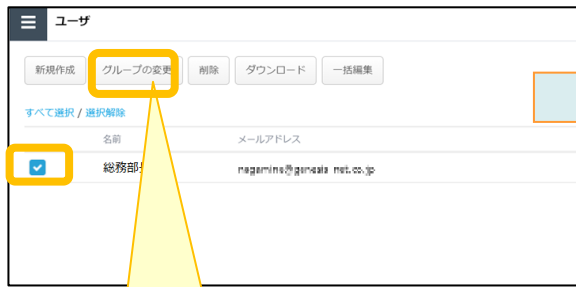 ユーザ
新規作成 グループの変更 削除 ダウンロード 一括編集
すべて選択 / 選択解除
名前 メールアドレス
総務部